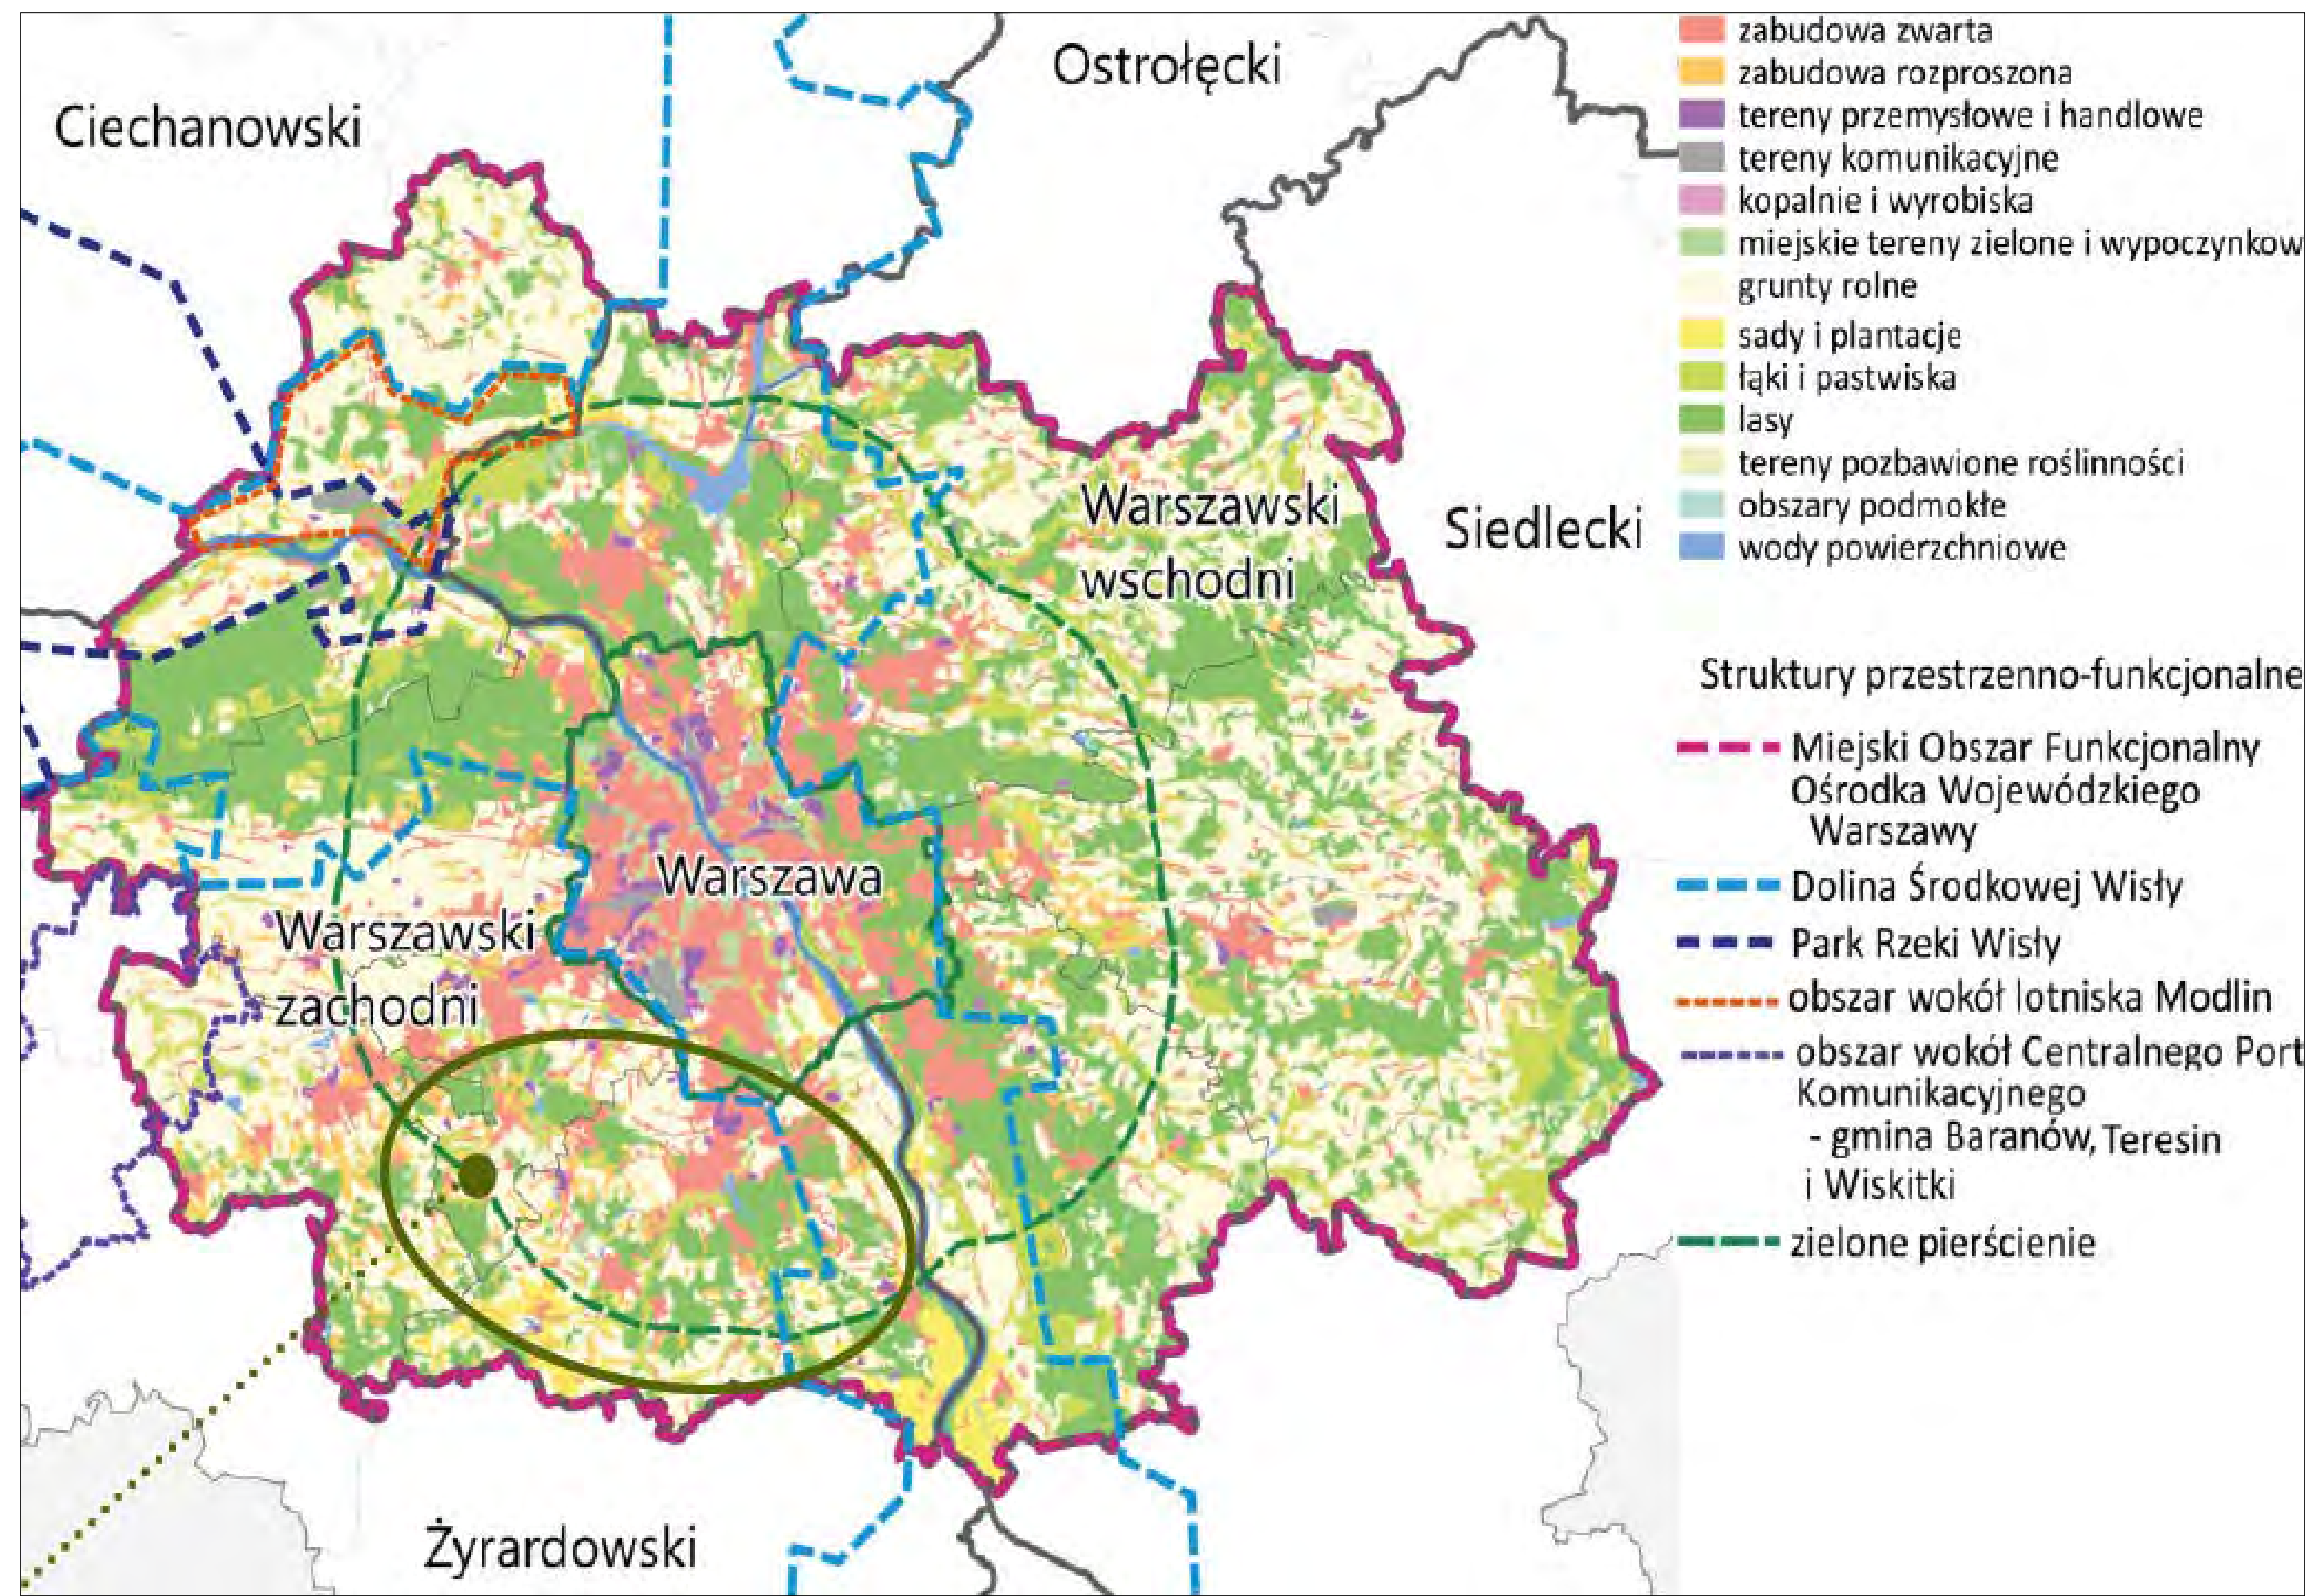 Ciechanowski
Ostrołęcki
Warszawski
wschodni
Siedlecki
Warszawa
Warszawski
zachodni
Żyrardowski
zabudowa zwarta
zabudowa rozproszona
tereny przemysłowe i handlowe
tereny komunikacyjne
kopalnie i wyrobiska
miejskie tereny zielone i wypoczynkow
grunty rolne
sady i plantacje
łąki i pastwiska
lasy
tereny pozbawione roślinności
obszary podmokłe
wody powierzchniowe
Struktury przestrzenno-funkcjonalne
Miejski Obszar Funkcjonalny
Ośrodka Wojewódzkiego
Warszawy
Dolina Środkowej Wisły
Park Rzeki Wisły
obszar wokół lotniska Modlin
obszar wokół Centralnego Port
Komunikacyjnego
- gmina Baranów, Teresin
i Wiskitki
zielone pierścienie